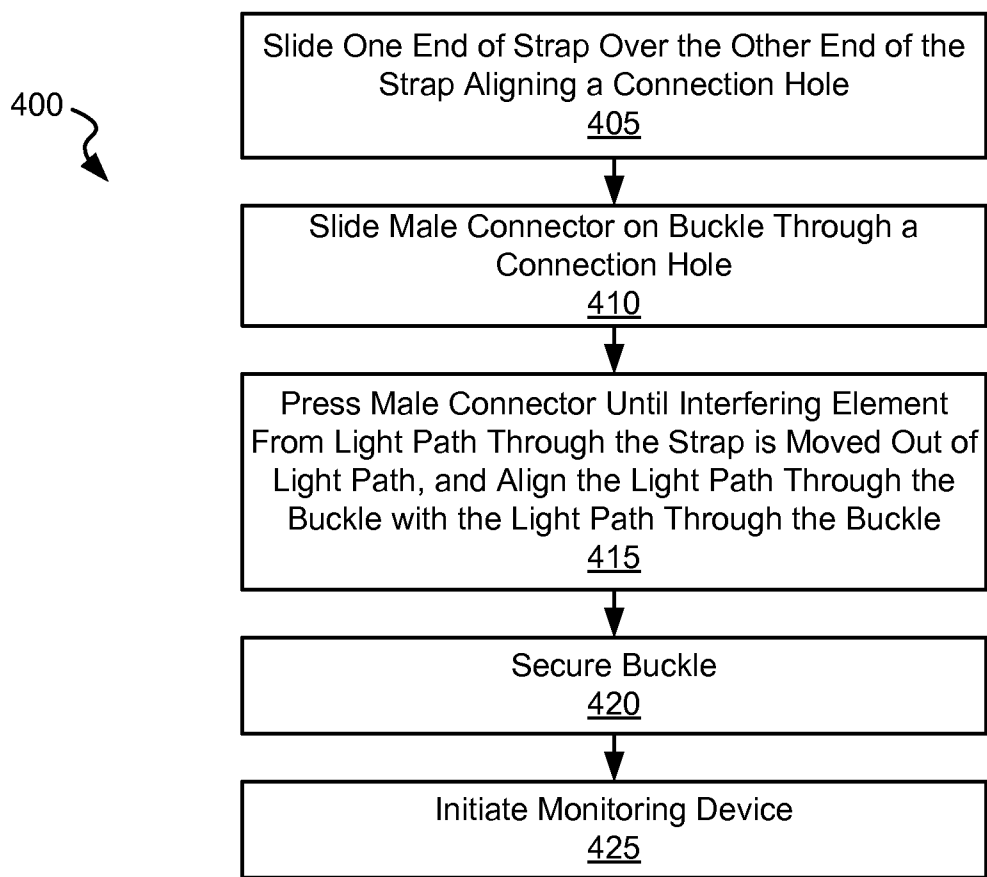 Slide One End of Strap Over the Other End of the
Strap Aligning a Connection Hole
405
400
Slide Male Connector on Buckle Through a
Connection Hole
410
Press Male Connector Until Interfering Element
From Light Path Through the Strap is Moved Out of
Light Path, and Align the Light Path Through the
Buckle with the Light Path Through the Buckle
415
Secure Buckle
420
Initiate Monitoring Device
425